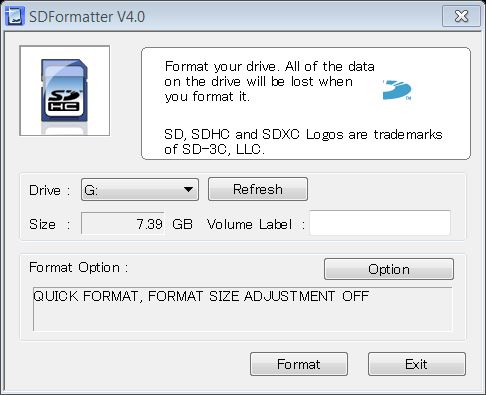 SDFormatter V4.0
SD
HC
Format your drive. All of the data
on the drive will be lost when
you format it.
SD, SDHC and SDXC Logos are trademarks
of SD-3C, LLC.
TM
Drive : G: Refresh
Size : 7.39 GB Volume Label :
Format Option : Option
QUICK FORMAT, FORMAT SIZE ADJUSTMENT OFF
Format Exit